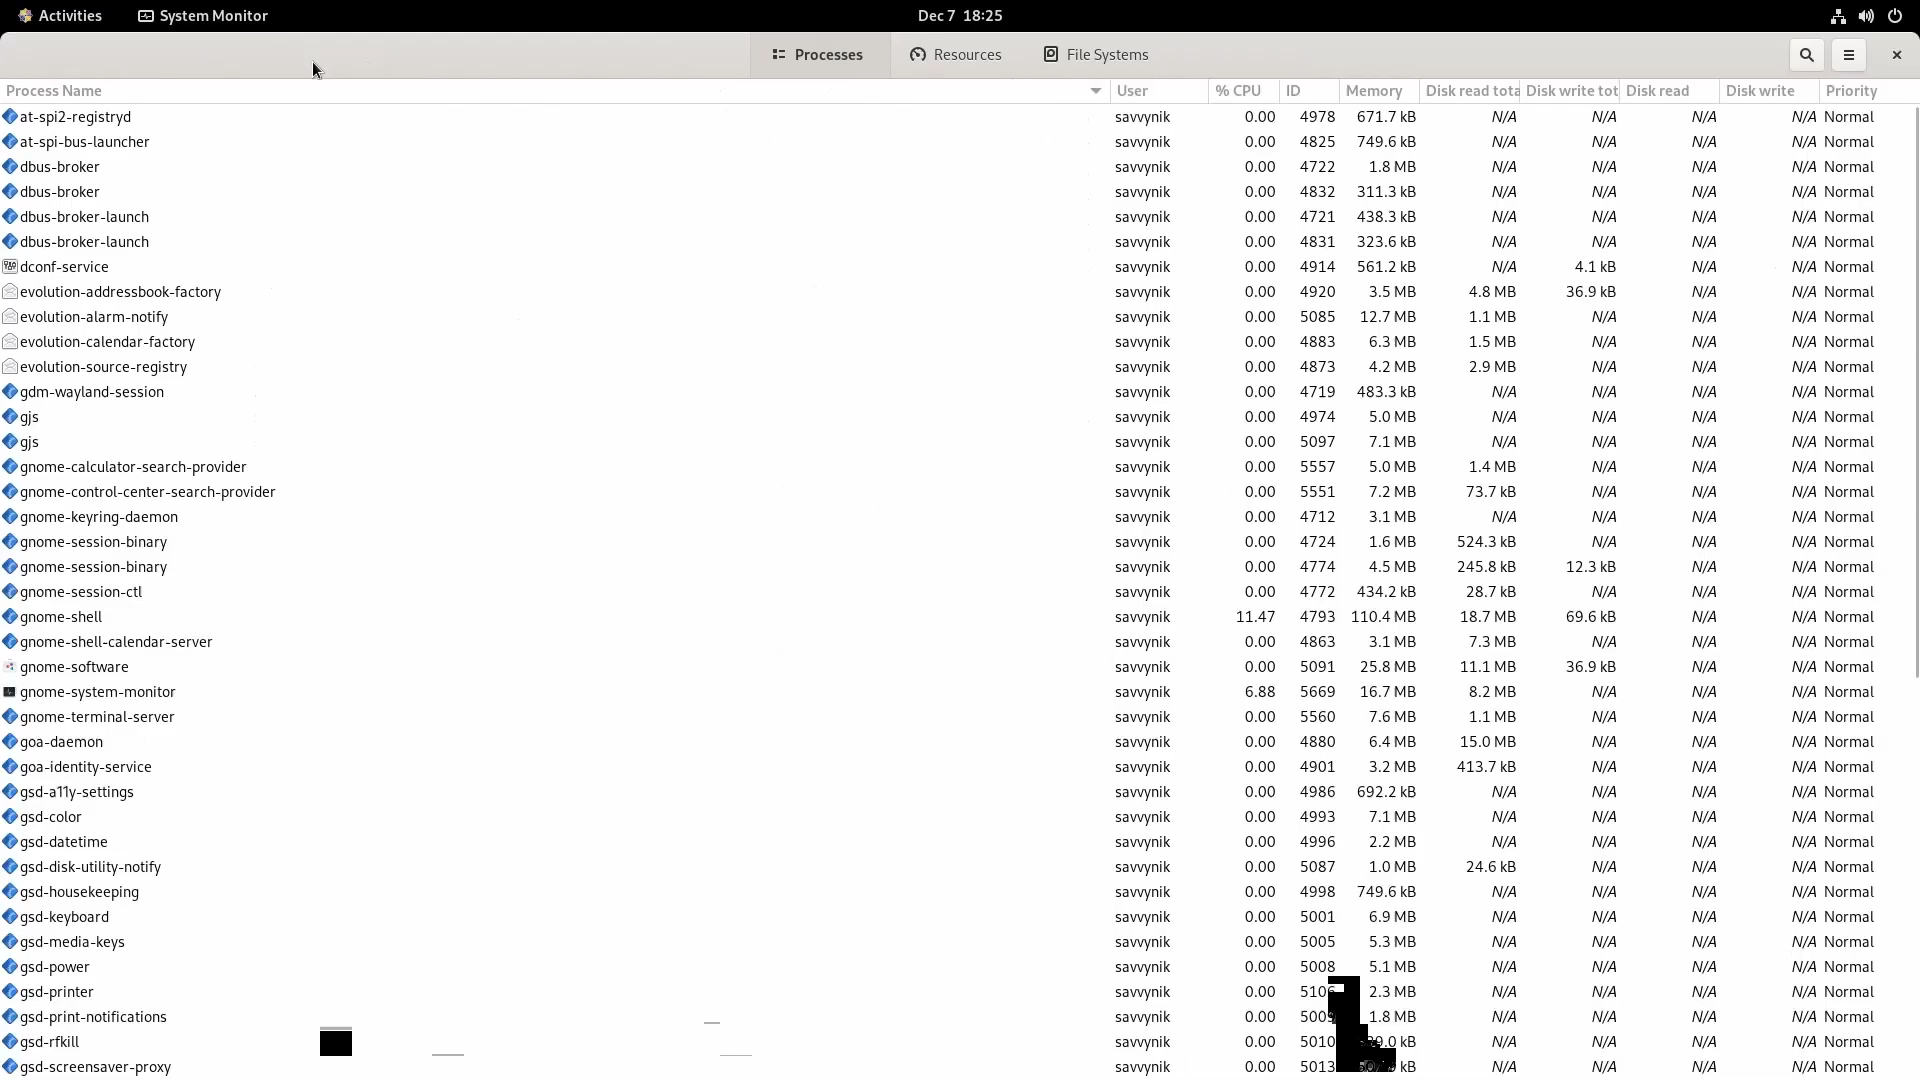 Activities System Monitor Dec 7 18:25
Processes Resources File Systems
Process Name User % CPU ID Memory Disk read tota Disk write tot Disk read Disk write Priority
at-spi2-registryd savvynik 0.00 4978 671.7 kB N/A N/A N/A N/A Normal
at-spi-bus-launcher savvynik 0.00 4825 749.6 kB N/A N/A N/A N/A Normal
dbus-broker savvynik 0.00 4722 1.8 MB N/A N/A N/A N/A Normal
dbus-broker savvynik 0.00 4832 311.3 kB N/A N/A N/A N/A Normal
dbus-broker-launch savvynik 0.00 4721 438.3 kB N/A N/A N/A N/A Normal
dbus-broker-launch savvynik 0.00 4831 323.6 kB N/A N/A N/A N/A Normal
dconf-service savvynik 0.00 4914 561.2 kB N/A 4.1 kB N/A N/A Normal
evolution-addressbook-factory savvynik 0.00 4920 3.5 MB 4.8 MB 36.9 kB N/A N/A Normal
evolution-alarm-notify savvynik 0.00 5085 12.7 MB 1.1 MB N/A N/A N/A Normal
evolution-calendar-factory savvynik 0.00 4883 6.3 MB 1.5 MB N/A N/A N/A Normal
evolution-source-registry savvynik 0.00 4873 4.2 MB 2.9 MB N/A N/A N/A Normal
gdm-wayland-session savvynik 0.00 4719 483.3 kB N/A N/A N/A N/A Normal
gjs savvynik 0.00 4974 5.0 MB N/A N/A N/A N/A Normal
gjs savvynik 0.00 5097 7.1 MB N/A N/A N/A N/A Normal
gnome-calculator-search-provider savvynik 0.00 5557 5.0 MB 1.4 MB N/A N/A N/A Normal
gnome-control-center-search-provider savvynik 0.00 5551 7.2 MB 73.7 kB N/A N/A N/A Normal
gnome-keyring-daemon savvynik 0.00 4712 3.1 MB N/A N/A N/A N/A Normal
gnome-session-binary savvynik 0.00 4724 1.6 MB 524.3 kB N/A N/A N/A Normal
gnome-session-binary savvynik 0.00 4774 4.5 MB 245.8 kB 12.3 kB N/A N/A Normal
gnome-session-ctl savvynik 0.00 4772 434.2 kB 28.7 kB N/A N/A N/A Normal
gnome-shell savvynik 11.47 4793 110.4 MB 18.7 MB 69.6 kB N/A N/A Normal
gnome-shell-calendar-server savvynik 0.00 4863 3.1 MB 7.3 MB N/A N/A N/A Normal
gnome-software savvynik 0.00 5091 25.8 MB 11.1 MB 36.9 kB N/A N/A Normal
gnome-system-monitor savvynik 6.88 5669 16.7 MB 8.2 MB N/A N/A N/A Normal
gnome-terminal-server savvynik 0.00 5560 7.6 MB 1.1 MB N/A N/A N/A Normal
goa-daemon savvynik 0.00 4880 6.4 MB 15.0 MB N/A N/A N/A Normal
goa-identity-service savvynik 0.00 4901 3.2 MB 413.7 kB N/A N/A N/A Normal
gsd-a11y-settings savvynik 0.00 4986 692.2 kB N/A N/A N/A N/A Normal
gsd-color savvynik 0.00 4993 7.1 MB N/A N/A N/A N/A Normal
gsd-datetime savvynik 0.00 4996 2.2 MB N/A N/A N/A N/A Normal
gsd-disk-utility-notify savvynik 0.00 5087 1.0 MB 24.6 kB N/A N/A N/A Normal
gsd-housekeeping savvynik 0.00 4998 749.6 kB N/A N/A N/A N/A Normal
gsd-keyboard savvynik 0.00 5001 6.9 MB N/A N/A N/A N/A Normal
gsd-media-keys savvynik 0.00 5005 5.3 MB N/A N/A N/A N/A Normal
gsd-power savvynik 0.00 5008 5.1 MB N/A N/A N/A N/A Normal
gsd-printer savvynik 0.00 2.3 MB N/A N/A N/A N/A Normal
gsd-print-notifications savvynik 0.00 1.8 MB N/A N/A N/A N/A Normal
gsd-rfkill savvynik 0.00 5010 kB N/A N/A N/A N/A Normal
gsd-screensaver-proxy savvynik 0.00 5013 kB N/A N/A N/A N/A Normal